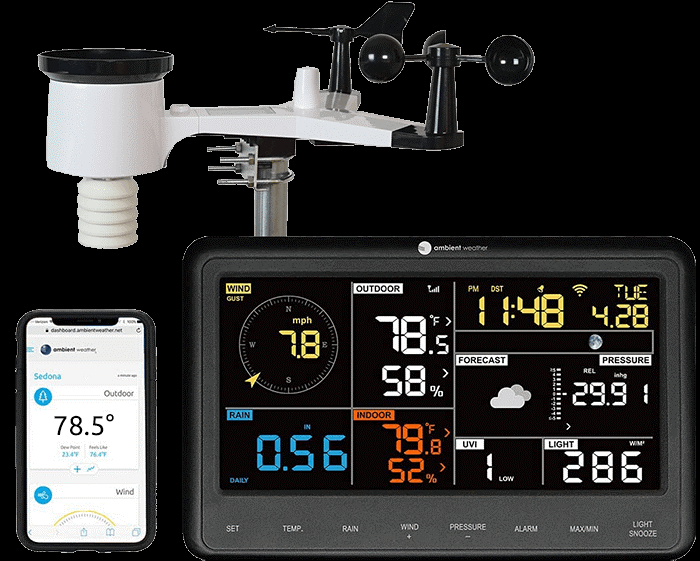 ambient weather
WIND
GUST
N
W
E
S
mph
7.8
OUTDOOR
78.5 °F
58 %
RAIN
IN
0.56
DAILY
INDOOR
79.8 °F
52 %
PM DST
11:48
TUE
4.28
FORECAST
PRESSURE
REL inhg
29.91
UVI
1 LOW
LIGHT
W/M²
286
SET TEMP. RAIN WIND + PRESSURE − ALARM MAX/MIN LIGHT SNOOZE
Verizon 100%
dashboard.ambientweather.net
ambient weather
Sedona
a minute ago
Outdoor
78.5°
Dew Point Feels Like
23.4°F 76.4°F
Wind